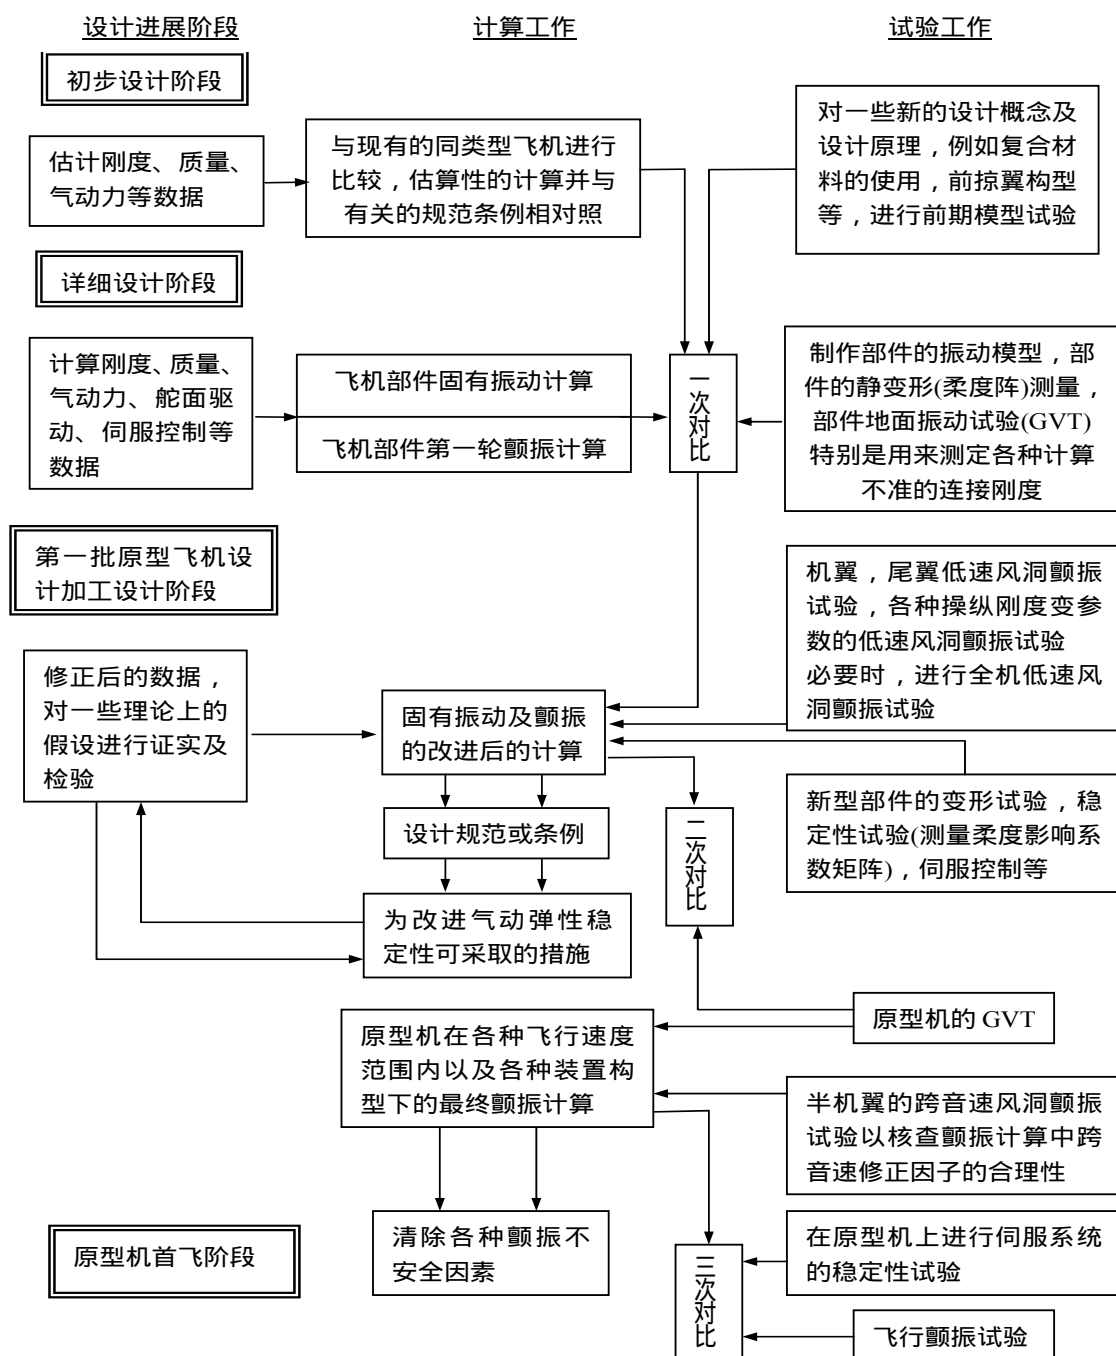 设计进展阶段
计算工作
试验工作
初步设计阶段
估计刚度、质量、
气动力等数据
与现有的同类型飞机进行
比较，估算性的计算并与
有关的规范条例相对照
对一些新的设计概念及
设计原理，例如复合材
料的使用，前掠翼构型
等，进行前期模型试验
详细设计阶段
计算刚度、质量、
气动力、舵面驱
动、伺服控制等
数据
飞机部件固有振动计算
飞机部件第一轮颤振计算
一次对比
制作部件的振动模型，部
件的静变形(柔度阵)测量，
部件地面振动试验(GVT)
特别是用来测定各种计算
不准的连接刚度
第一批原型飞机设
计加工设计阶段
机翼，尾翼低速风洞颤振
试验，各种操纵刚度变参
数的低速风洞颤振试验
必要时，进行全机低速风
洞颤振试验
修正后的数据，
对一些理论上的
假设进行证实及
检验
固有振动及颤振
的改进后的计算
设计规范或条例
二次对比
新型部件的变形试验，稳
定性试验(测量柔度影响系
数矩阵)，伺服控制等
为改进气动弹性稳
定性可采取的措施
原型机的 GVT
原型机在各种飞行速度
范围内以及各种装置构
型下的最终颤振计算
半机翼的跨音速风洞颤振
试验以核查颤振计算中跨
音速修正因子的合理性
原型机首飞阶段
清除各种颤振不
安全因素
三次对比
在原型机上进行伺服系统
的稳定性试验
飞行颤振试验